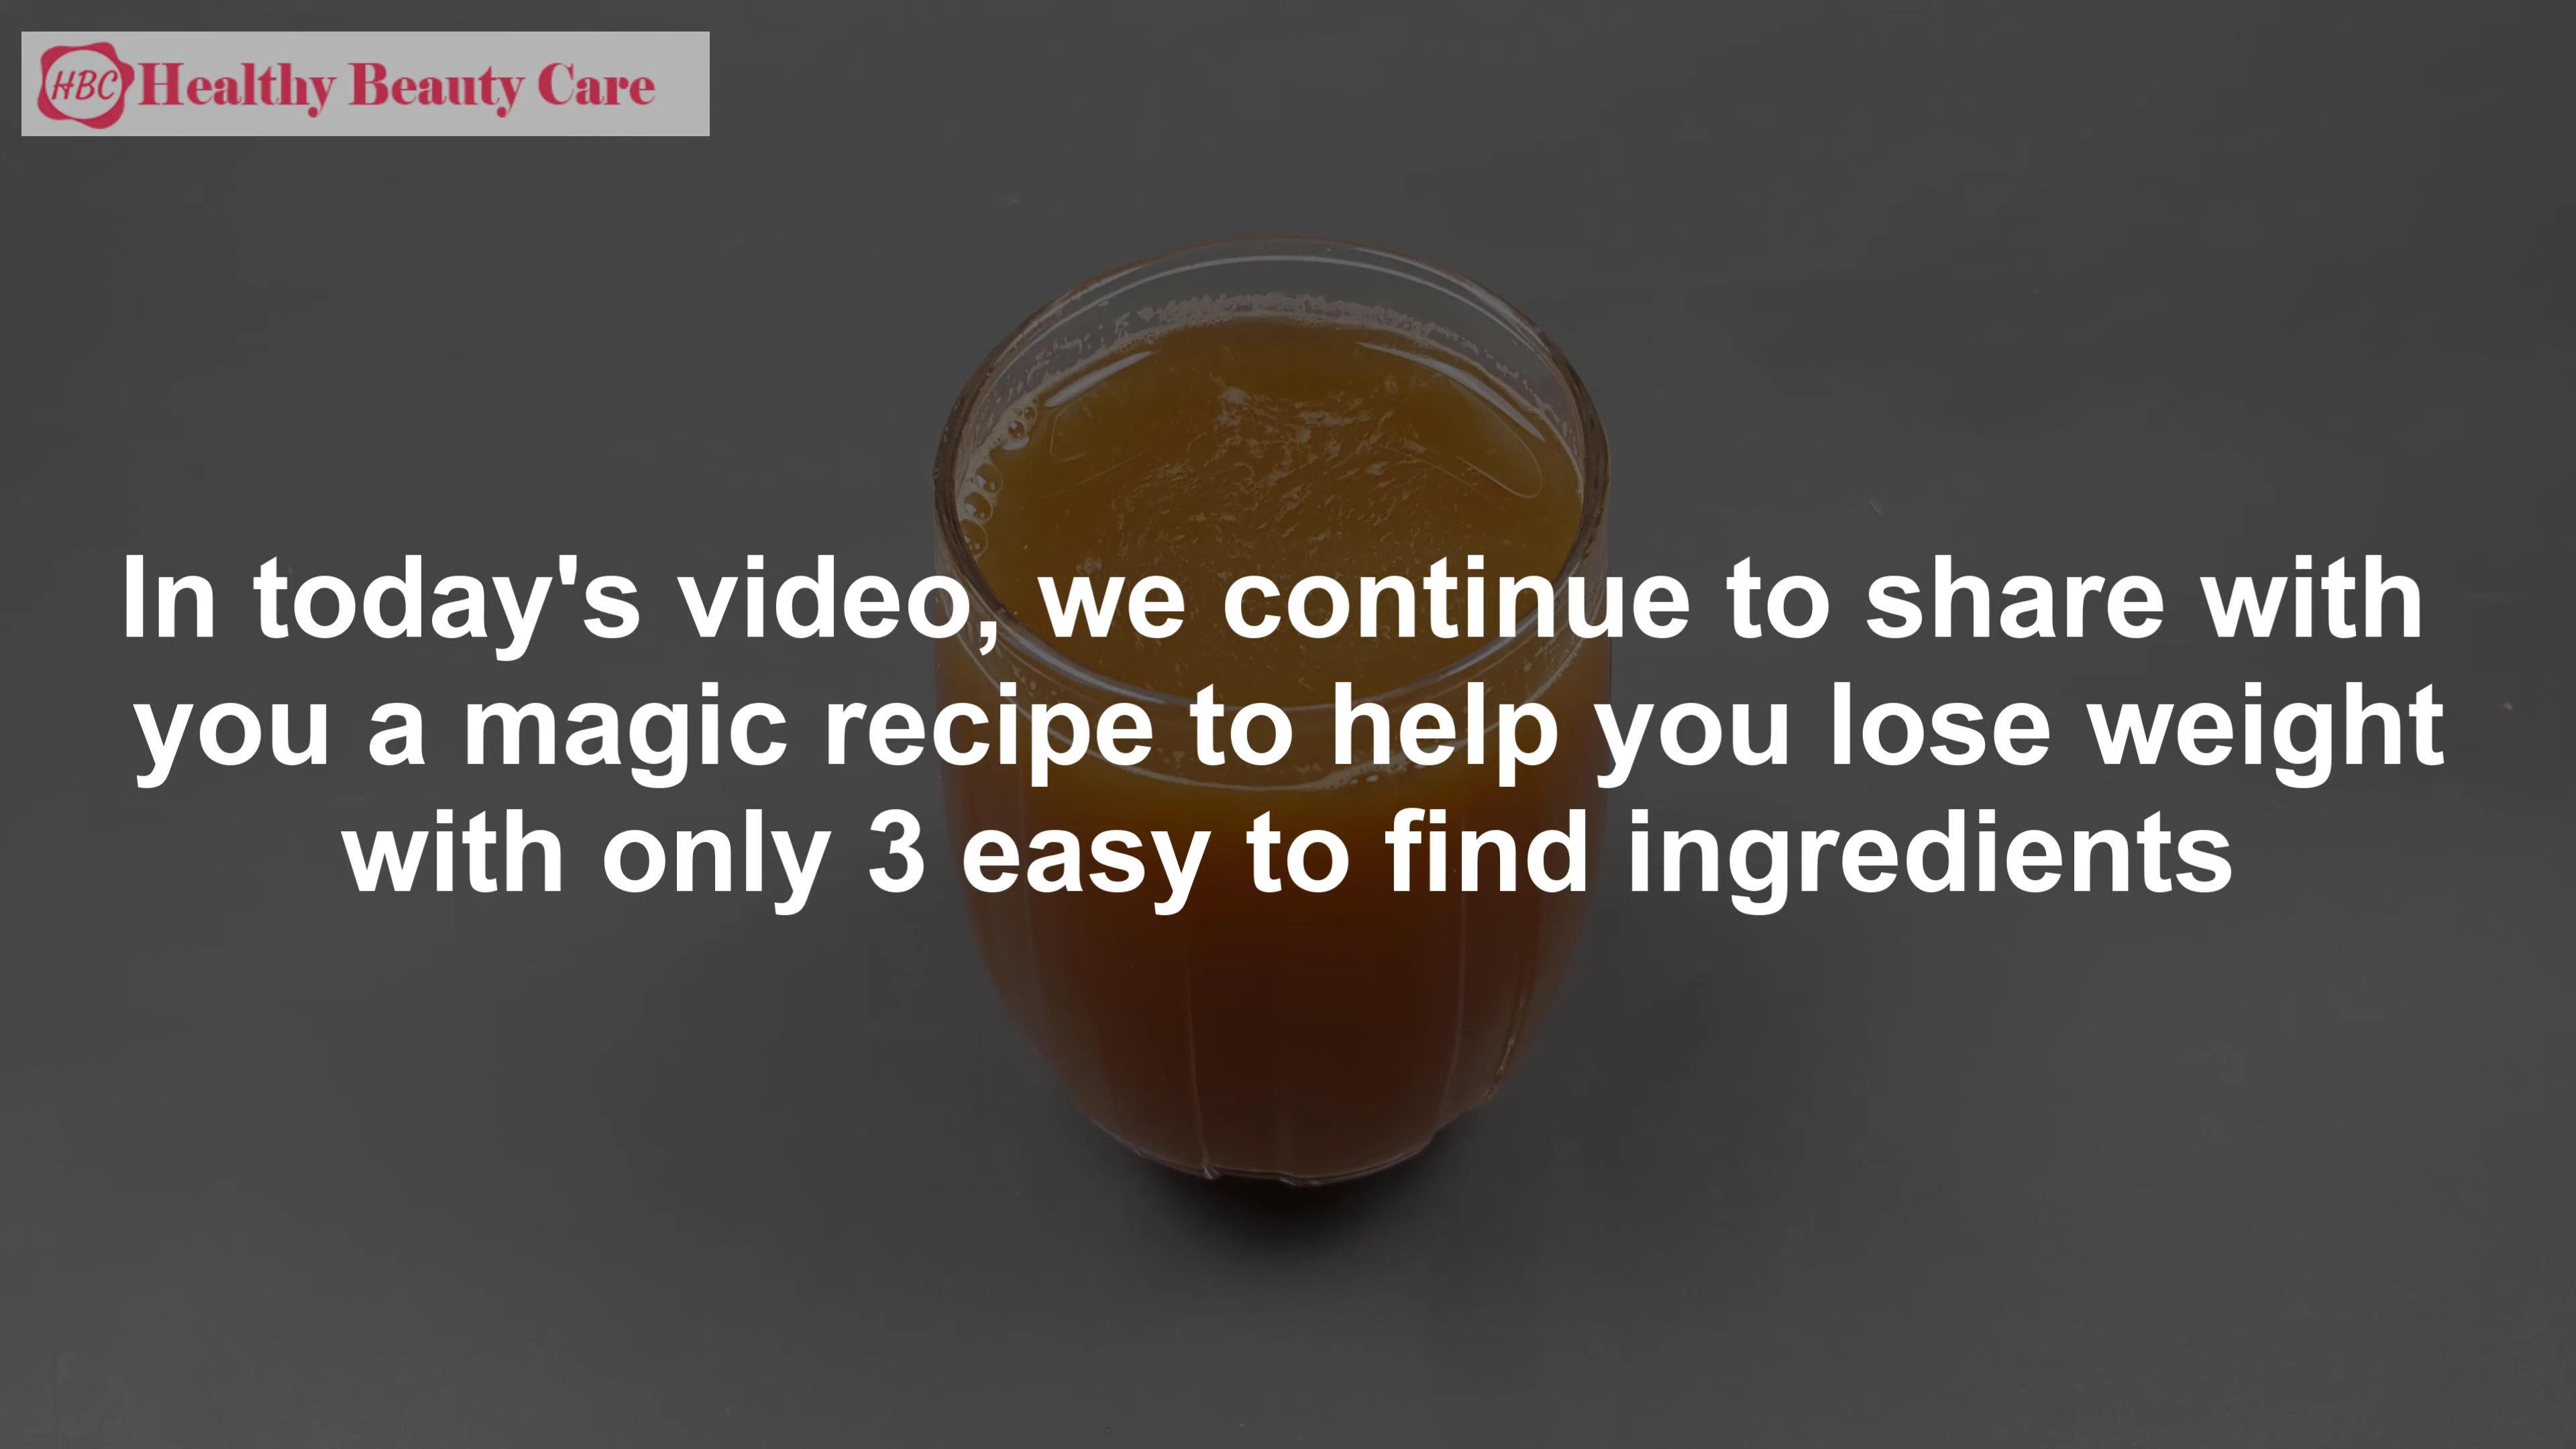 HBC Healthy Beauty Care
In today's video, we continue to share with
you a magic recipe to help you lose weight
with only 3 easy to find ingredients